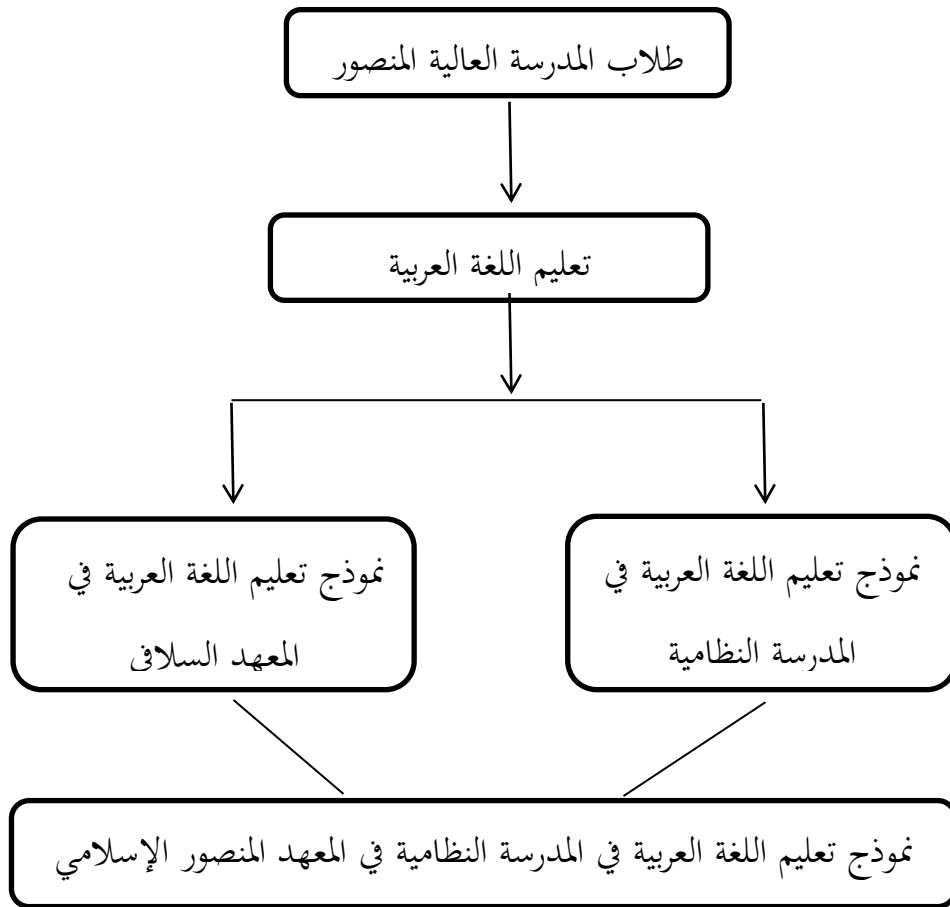 طلاب المدرسة العالية المنصور
تعليم اللغة العربية
نموذج تعليم اللغة العربية في
المدرسة النظامية
نموذج تعليم اللغة العربية في
المعهد السلافي
نموذج تعليم اللغة العربية في المدرسة النظامية في المعهد المنصور الإسلامي